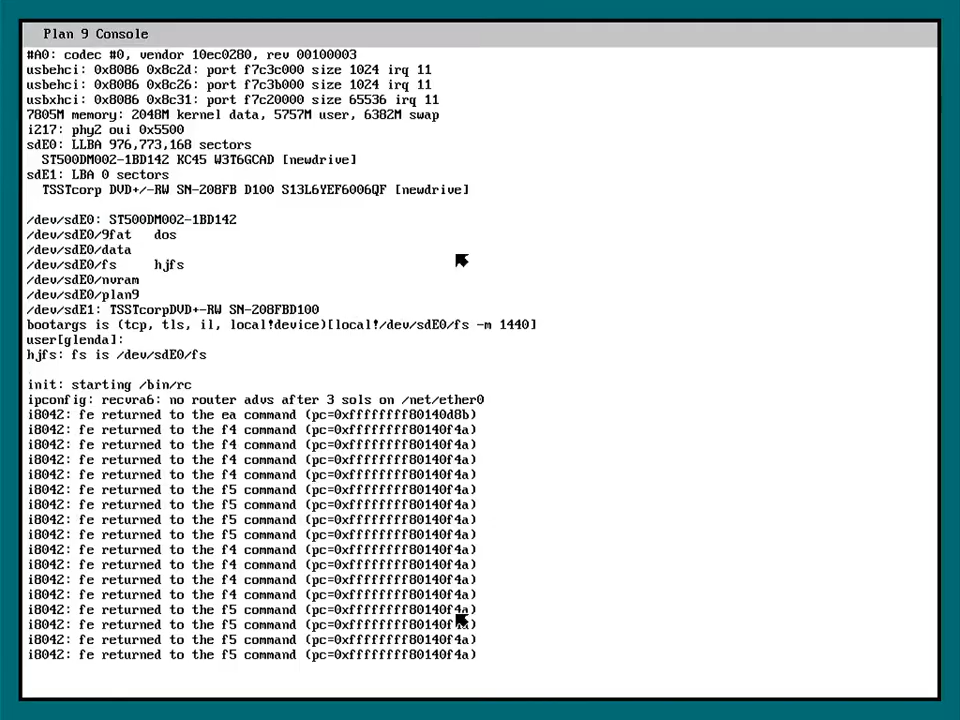 Plan 9 Console
#A0: codec #0, vendor 10ec0280, rev 00100003
usbehci: 0x8086 0x8c2d: port f7c3c000 size 1024 irq 11
usbehci: 0x8086 0x8c26: port f7c3b000 size 1024 irq 11
usbxhci: 0x8086 0x8c31: port f7c20000 size 65536 irq 11
7805M memory: 2048M kernel data, 5757M user, 6382M swap
i217: phy2 oui 0x5500
sdE0: LLBA 976,773,168 sectors
ST500DM002-1BD142 KC45 W3T6GCAD [newdrive]
sdE1: LBA 0 sectors
TSSTcorp DVD+/-RW SN-208FB D100 S13L6YEF6006QF [newdrive]
/dev/sdE0: ST500DM002-1BD142
/dev/sdE0/9fat dos
/dev/sdE0/data
/dev/sdE0/fs hjfs
/dev/sdE0/nvram
/dev/sdE0/plan9
/dev/sdE1: TSSTcorpDVD+-RW SN-208FBD100
bootargs is (tcp, tls, il, local!device)[local!/dev/sdE0/fs -m 1440]
user[glenda]:
hjfs: fs is /dev/sdE0/fs
init: starting /bin/rc
ipconfig: recvra6: no router advs after 3 sols on /net/ether0
i8042: fe returned to the ea command (pc=0xffffffff80140d8b)
i8042: fe returned to the f4 command (pc=0xffffffff80140f4a)
i8042: fe returned to the f4 command (pc=0xffffffff80140f4a)
i8042: fe returned to the f4 command (pc=0xffffffff80140f4a)
i8042: fe returned to the f4 command (pc=0xffffffff80140f4a)
i8042: fe returned to the f5 command (pc=0xffffffff80140f4a)
i8042: fe returned to the f5 command (pc=0xffffffff80140f4a)
i8042: fe returned to the f5 command (pc=0xffffffff80140f4a)
i8042: fe returned to the f5 command (pc=0xffffffff80140f4a)
i8042: fe returned to the f4 command (pc=0xffffffff80140f4a)
i8042: fe returned to the f4 command (pc=0xffffffff80140f4a)
i8042: fe returned to the f4 command (pc=0xffffffff80140f4a)
i8042: fe returned to the f4 command (pc=0xffffffff80140f4a)
i8042: fe returned to the f5 command (pc=0xffffffff80140f4a)
i8042: fe returned to the f5 command (pc=0xffffffff80140f4a)
i8042: fe returned to the f5 command (pc=0xffffffff80140f4a)
i8042: fe returned to the f5 command (pc=0xffffffff80140f4a)